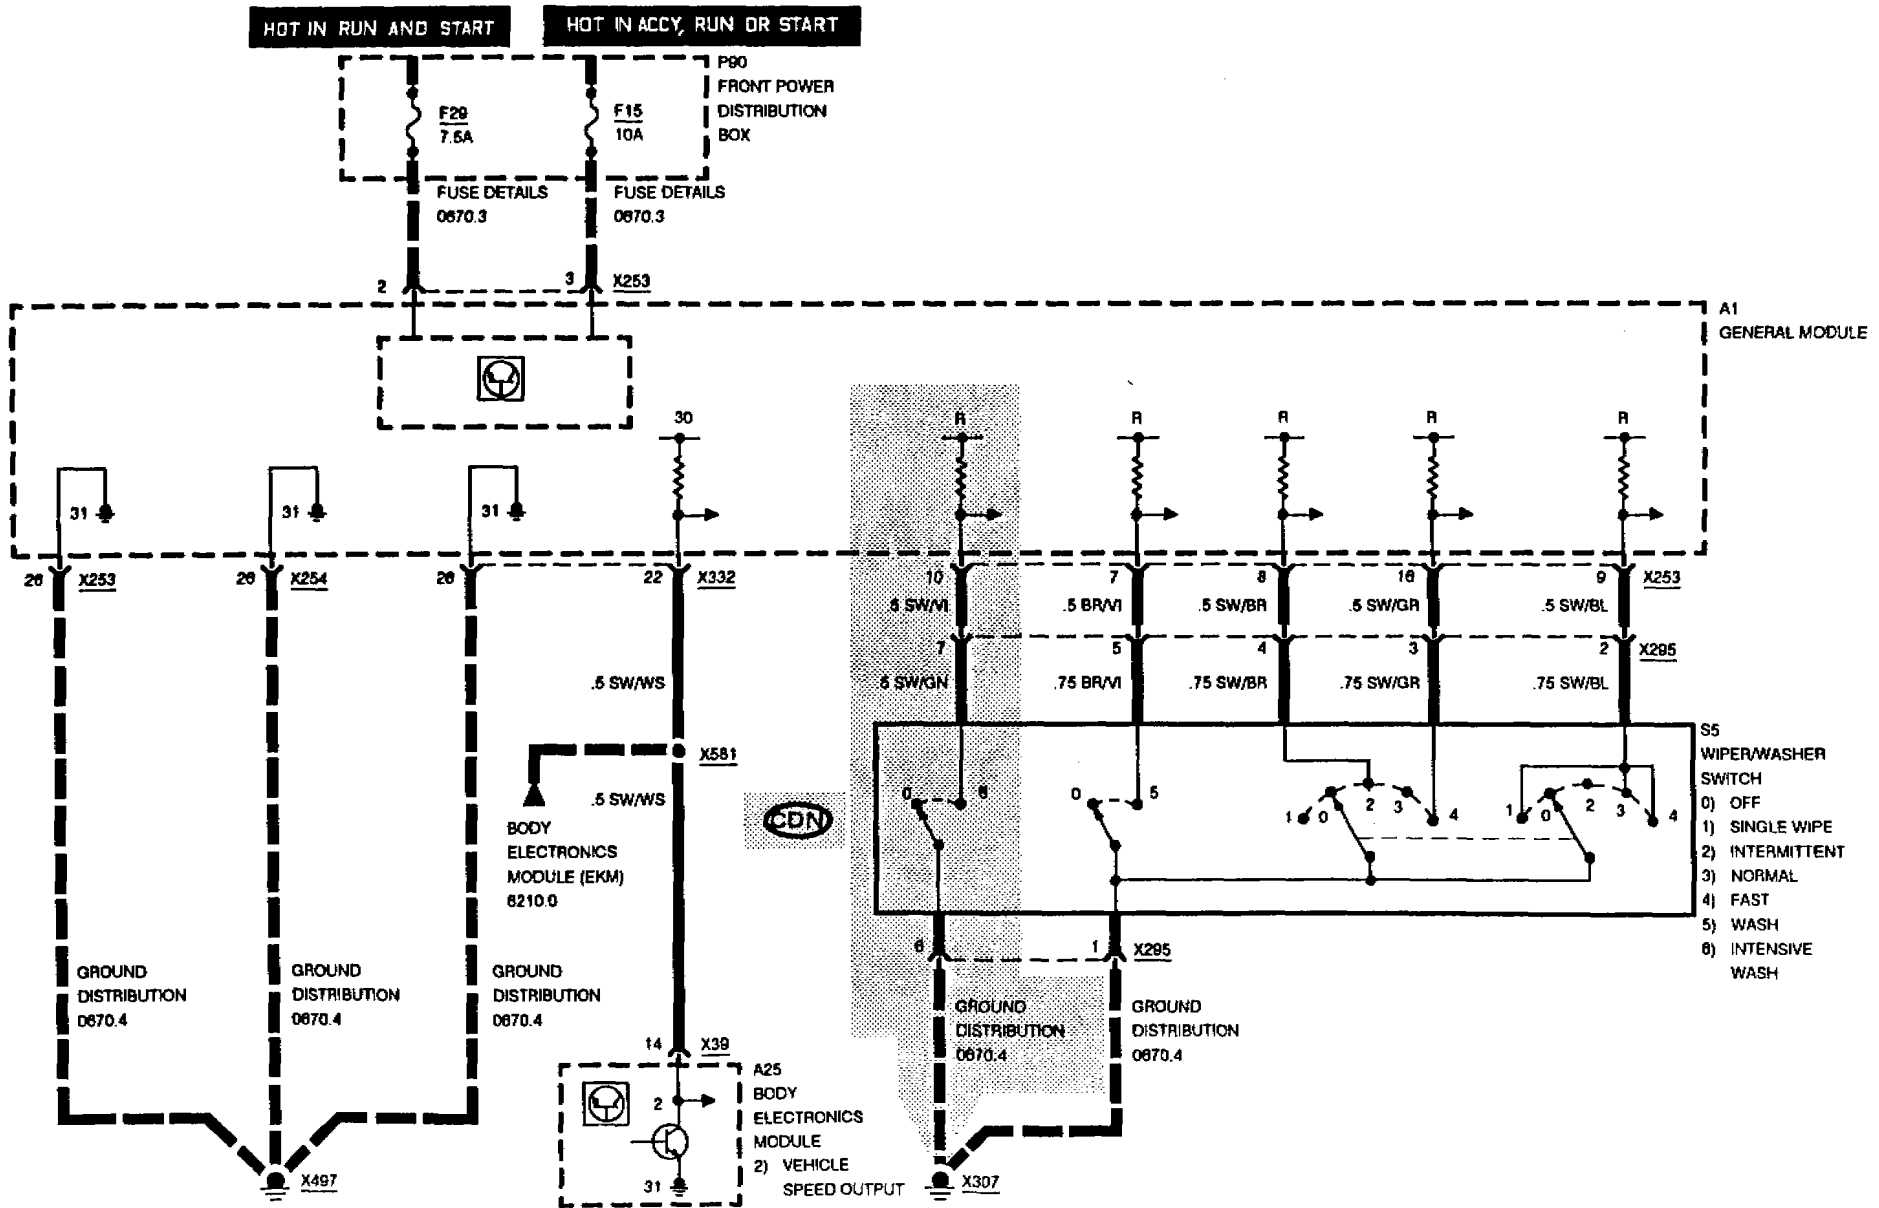 HOT IN RUN AND START
HOT IN ACCY, RUN OR START
P90
FRONT POWER
DISTRIBUTION
BOX
F29
7.5A
F15
10A
FUSE DETAILS
0670.3
FUSE DETAILS
0670.3
2
3
X253
A1
GENERAL MODULE
30
R
R
R
R
R
31
31
31
26
X253
26
X254
26
22
X332
10
7
8
16
9
X253
.5 SW/VI
.5 BR/VI
.5 SW/BR
.5 SW/GR
.5 SW/BL
7
5
4
3
2
X295
.5 SW/WS
.5 SW/GN
.75 BR/VI
.75 SW/BR
.75 SW/GR
.75 SW/BL
X581
.5 SW/WS
BODY
ELECTRONICS
MODULE (EKM)
6210.0
CDN
0
6
0
5
1
0
2
3
4
1
0
2
3
4
S5
WIPER/WASHER
SWITCH
0) OFF
1) SINGLE WIPE
2) INTERMITTENT
3) NORMAL
4) FAST
5) WASH
6) INTENSIVE
WASH
6
1
X295
GROUND
DISTRIBUTION
0670.4
GROUND
DISTRIBUTION
0670.4
GROUND
DISTRIBUTION
0670.4
GROUND
DISTRIBUTION
0670.4
GROUND
DISTRIBUTION
0670.4
14
X39
A25
BODY
ELECTRONICS
MODULE
2) VEHICLE
SPEED OUTPUT
2
31
X497
X307